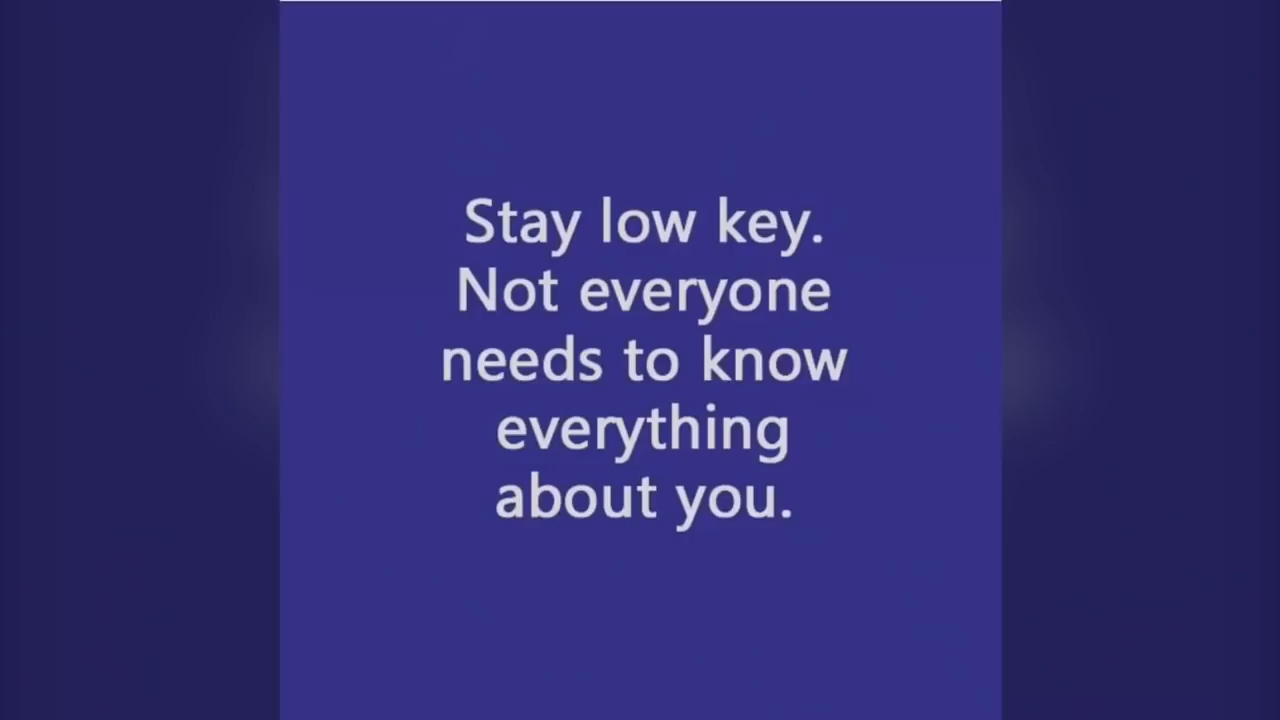 Stay low key.
Not everyone
needs to know
everything
about you.